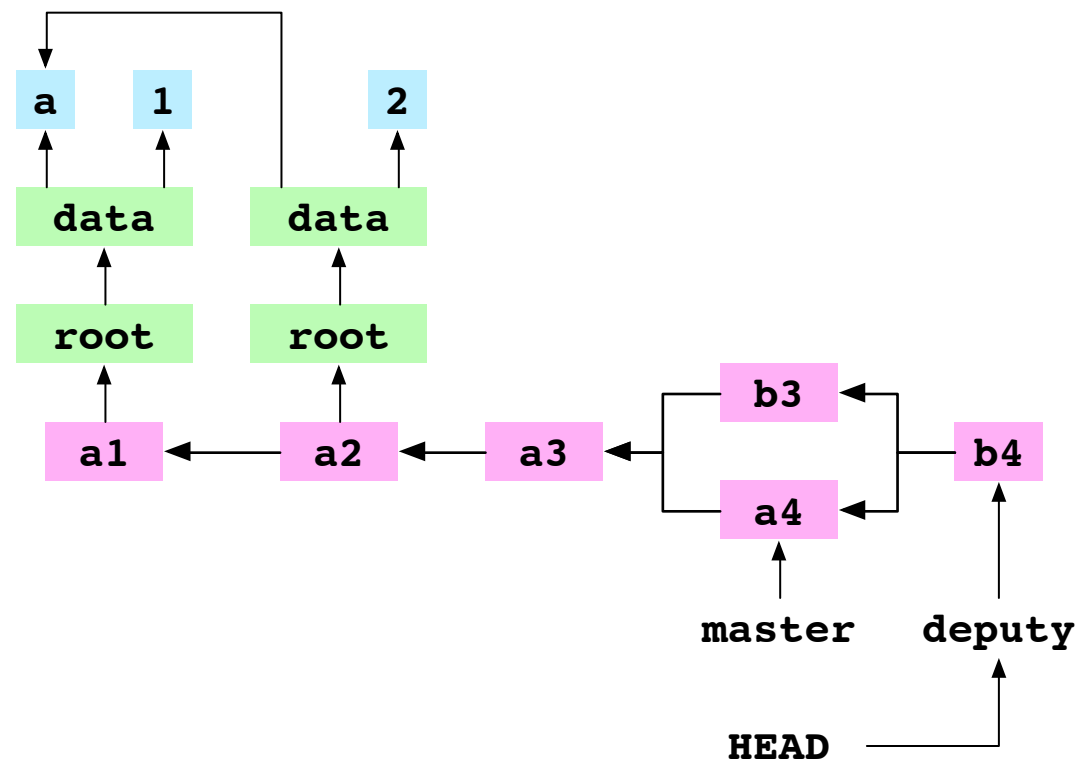 a 1 2
data data
root root
b3
a1 a2 a3 b4
a4
master deputy
HEAD